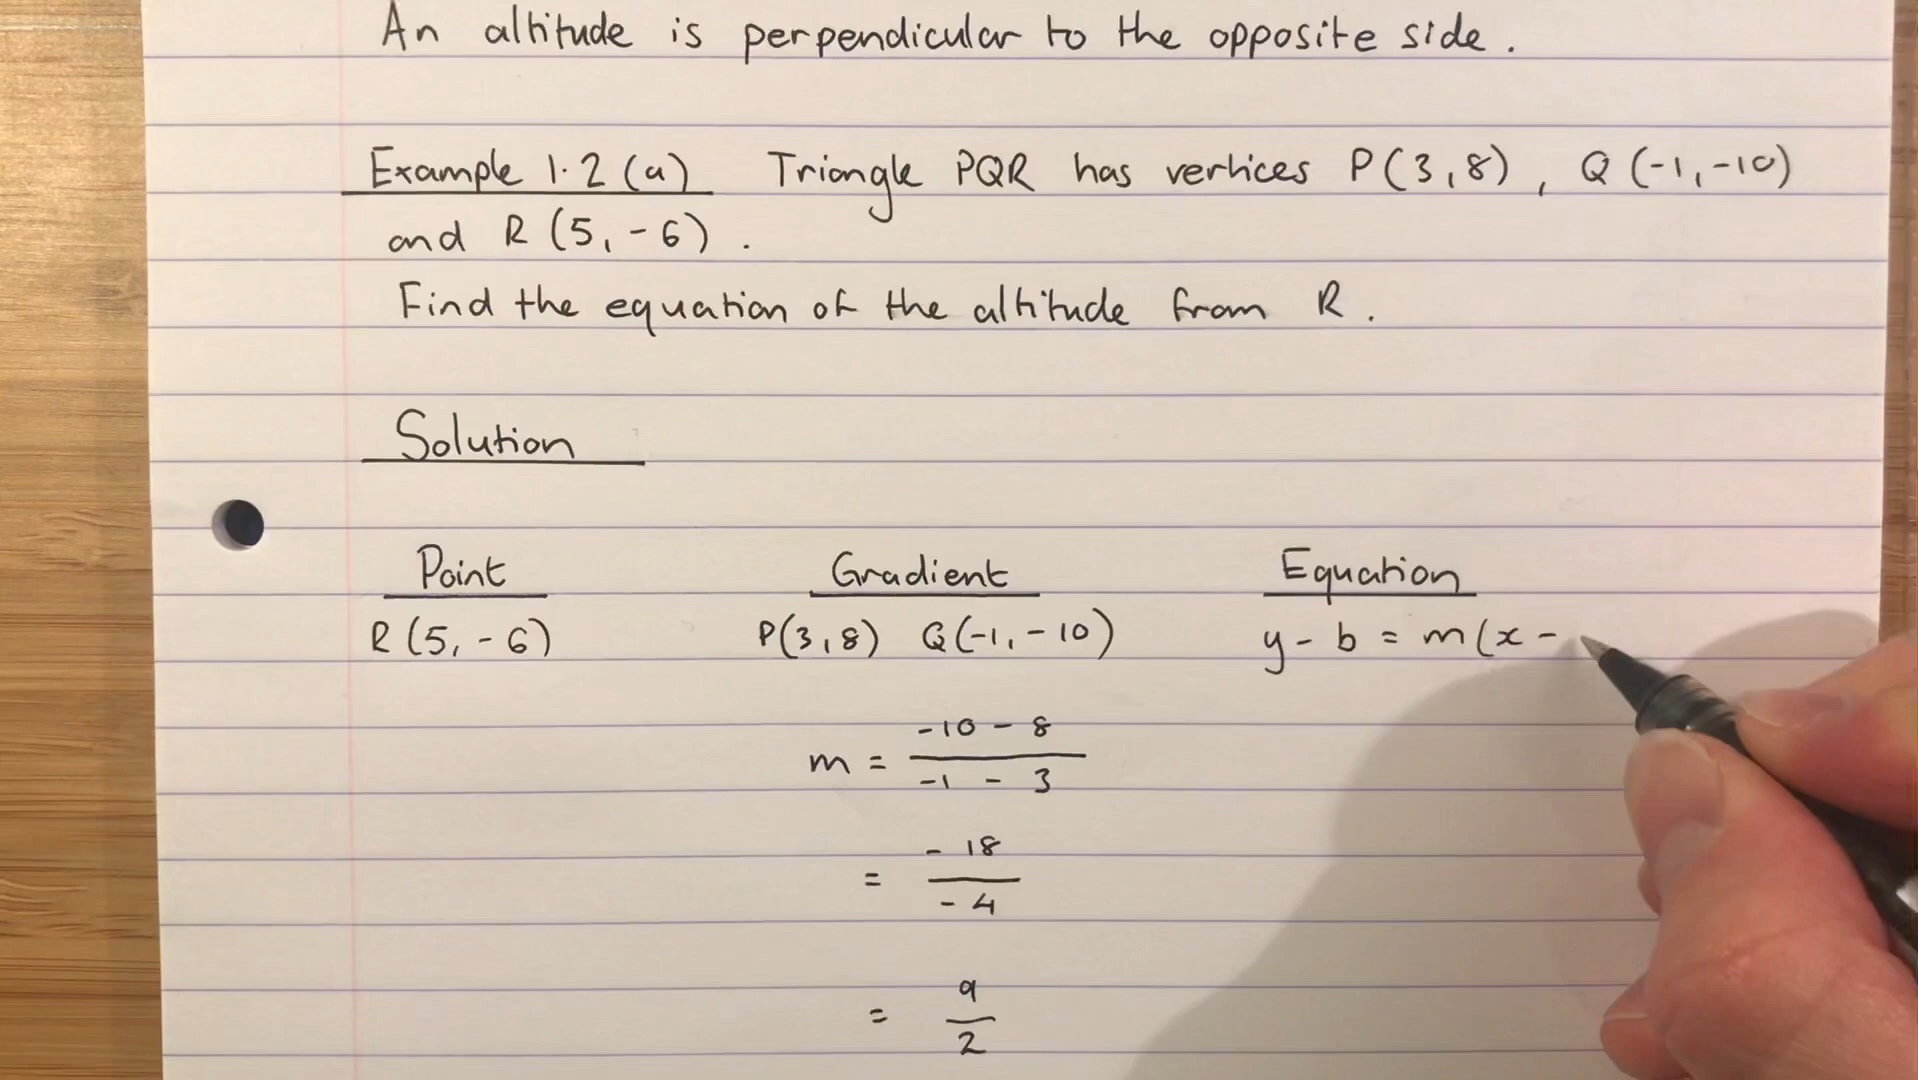 An altitude is perpendicular to the opposite side.
Example 1.2 (a) Triangle PQR has vertices P(3,8), Q(-1,-10)
and R(5,-6).
Find the equation of the altitude from R.
Solution
Point Gradient Equation
R(5,-6) P(3,8) Q(-1,-10) y - b = m(x -
m = -10 - 8 / -1 - 3
= -18 / -4
= 9 / 2